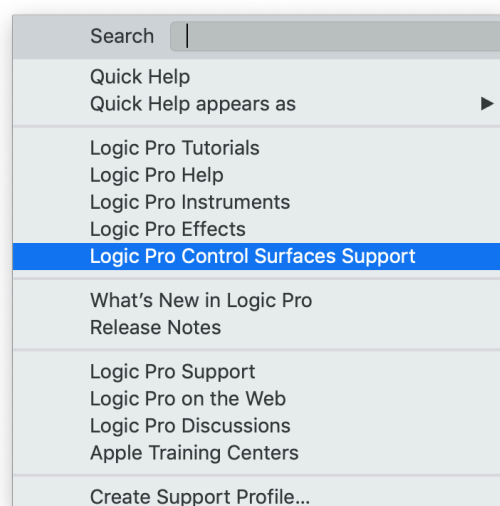 Search
Quick Help
Quick Help appears as
Logic Pro Tutorials
Logic Pro Help
Logic Pro Instruments
Logic Pro Effects
Logic Pro Control Surfaces Support
What's New in Logic Pro
Release Notes
Logic Pro Support
Logic Pro on the Web
Logic Pro Discussions
Apple Training Centers
Create Support Profile...